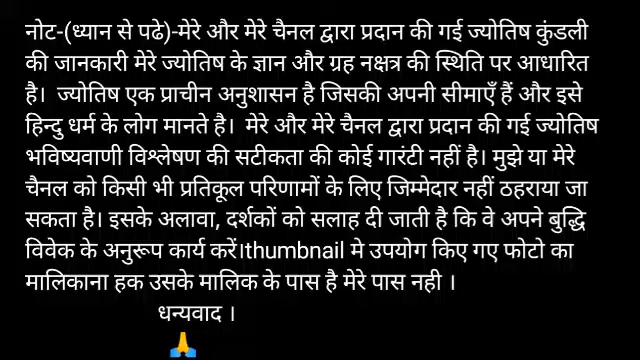 नोट-(ध्यान से पढे)-मेरे और मेरे चैनल द्वारा प्रदान की गई ज्योतिष कुंडली
की जानकारी मेरे ज्योतिष के ज्ञान और ग्रह नक्षत्र की स्थिति पर आधारित
है। ज्योतिष एक प्राचीन अनुशासन है जिसकी अपनी सीमाएँ हैं और इसे
हिन्दु धर्म के लोग मानते है। मेरे और मेरे चैनल द्वारा प्रदान की गई ज्योतिष
भविष्यवाणी विश्लेषण की सटीकता की कोई गारंटी नहीं है। मुझे या मेरे
चैनल को किसी भी प्रतिकूल परिणामों के लिए जिम्मेदार नहीं ठहराया जा
सकता है। इसके अलावा, दर्शकों को सलाह दी जाती है कि वे अपने बुद्धि
विवेक के अनुरूप कार्य करें।thumbnail मे उपयोग किए गए फोटो का
मालिकाना हक उसके मालिक के पास है मेरे पास नही ।
धन्यवाद ।
🙏